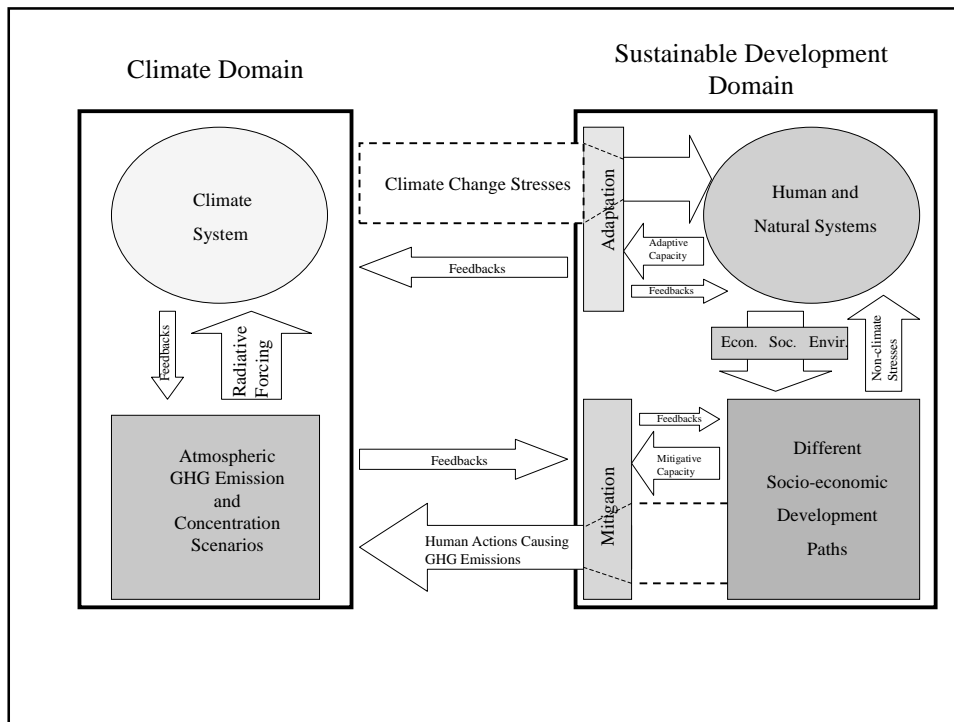 Climate Domain
Sustainable Development
Domain
Climate
System
Climate Change Stresses
Adaptation
Human and
Natural Systems
Adaptive
Capacity
Feedbacks
Feedbacks
Feedbacks
Radiative
Forcing
Econ. Soc. Envir.
Non-climate
Stresses
Atmospheric
GHG Emission
and
Concentration
Scenarios
Feedbacks
Mitigation
Feedbacks
Mitigative
Capacity
Different
Socio-economic
Development
Paths
Human Actions Causing
GHG Emissions